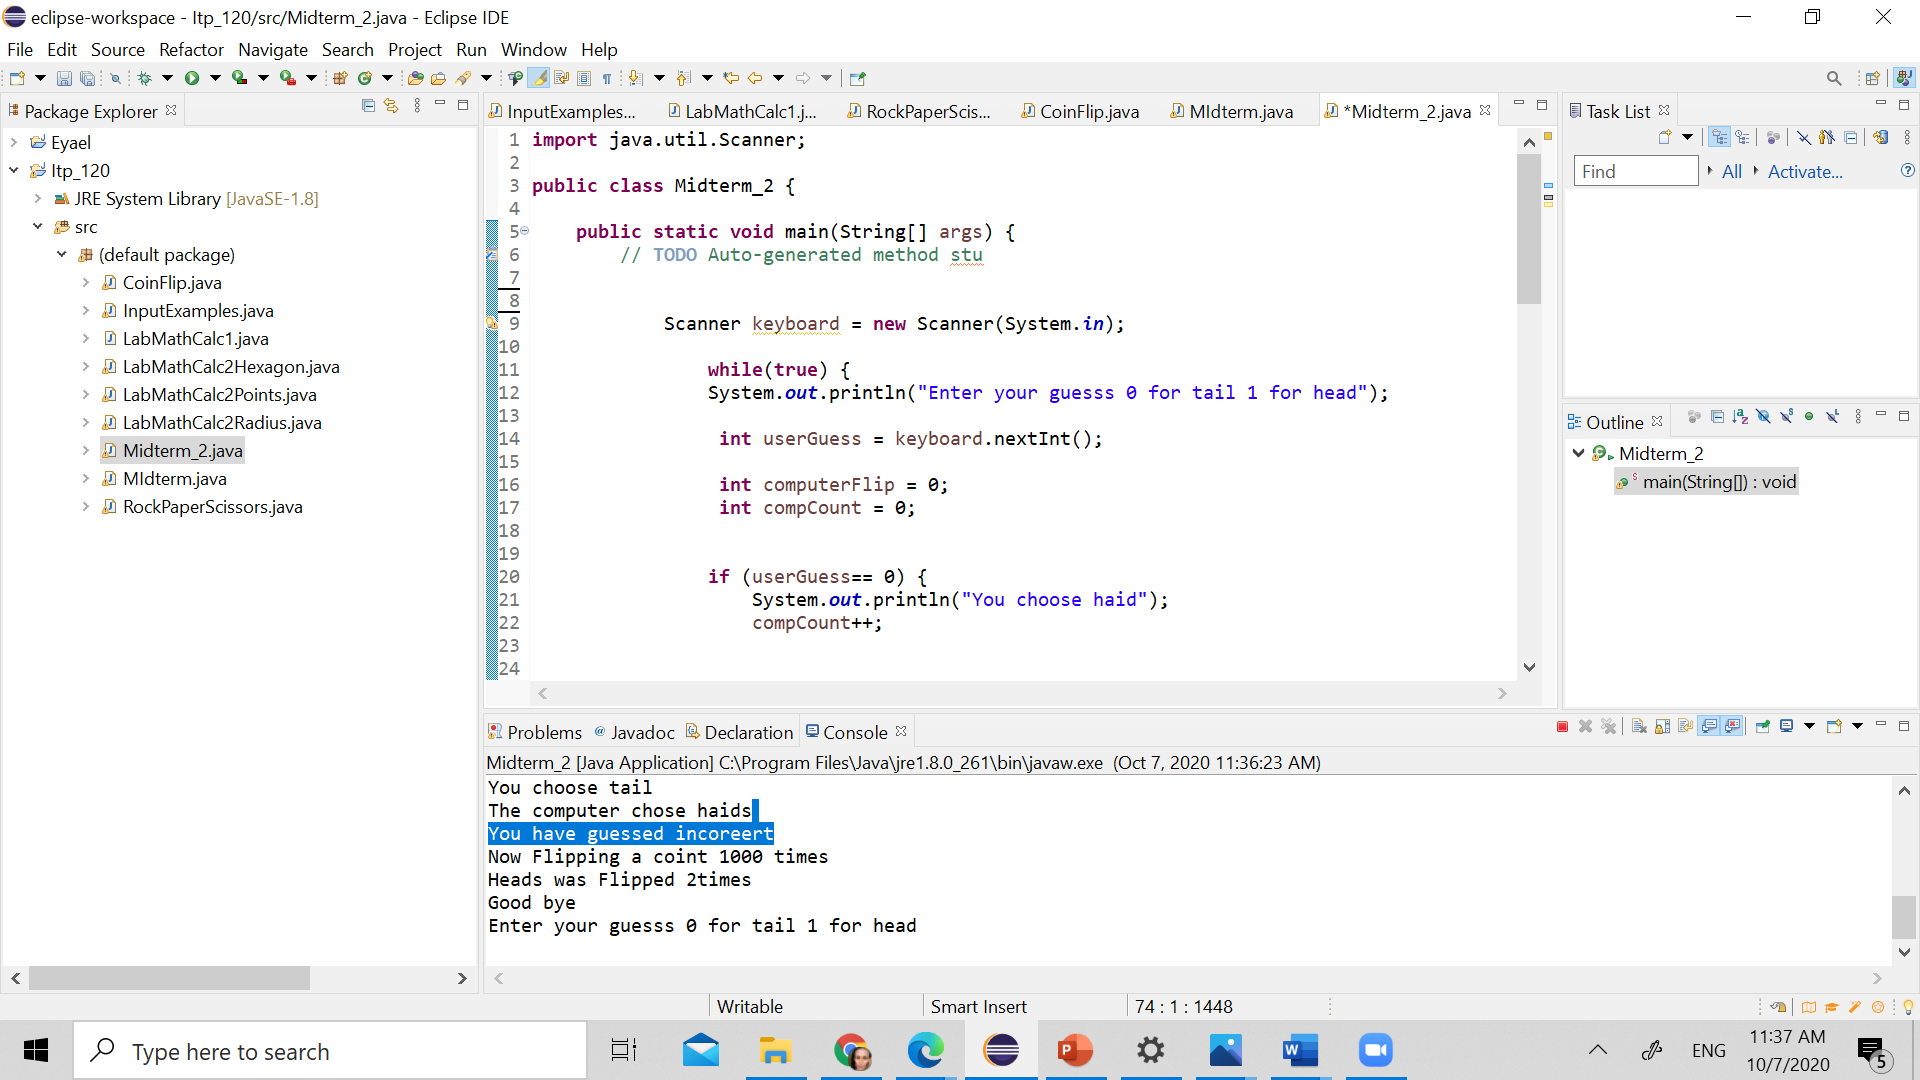 eclipse-workspace - Itp_120/src/Midterm_2.java - Eclipse IDE
File Edit Source Refactor Navigate Search Project Run Window Help
Package Explorer
Eyael
Itp_120
JRE System Library [JavaSE-1.8]
src
(default package)
CoinFlip.java
InputExamples.java
LabMathCalc1.java
LabMathCalc2Hexagon.java
LabMathCalc2Points.java
LabMathCalc2Radius.java
Midterm_2.java
MIdterm.java
RockPaperScissors.java
InputExamples... LabMathCalc1.j... RockPaperScis... CoinFlip.java MIdterm.java *Midterm_2.java
1 import java.util.Scanner;
2
3 public class Midterm_2 {
4
5 public static void main(String[] args) {
6 // TODO Auto-generated method stu
7
8
9 Scanner keyboard = new Scanner(System.in);
10
11 while(true) {
12 System.out.println("Enter your guesss 0 for tail 1 for head");
13
14 int userGuess = keyboard.nextInt();
15
16 int computerFlip = 0;
17 int compCount = 0;
18
19
20 if (userGuess== 0) {
21 System.out.println("You choose haid");
22 compCount++;
23
24
Task List
Find All Activate...
Outline
Midterm_2
main(String[]) : void
Problems Javadoc Declaration Console
Midterm_2 [Java Application] C:\Program Files\Java\jre1.8.0_261\bin\javaw.exe (Oct 7, 2020 11:36:23 AM)
You choose tail
The computer chose haids
You have guessed incoreert
Now Flipping a coint 1000 times
Heads was Flipped 2times
Good bye
Enter your guesss 0 for tail 1 for head
Writable Smart Insert 74 : 1 : 1448
Type here to search
ENG
11:37 AM
10/7/2020
5